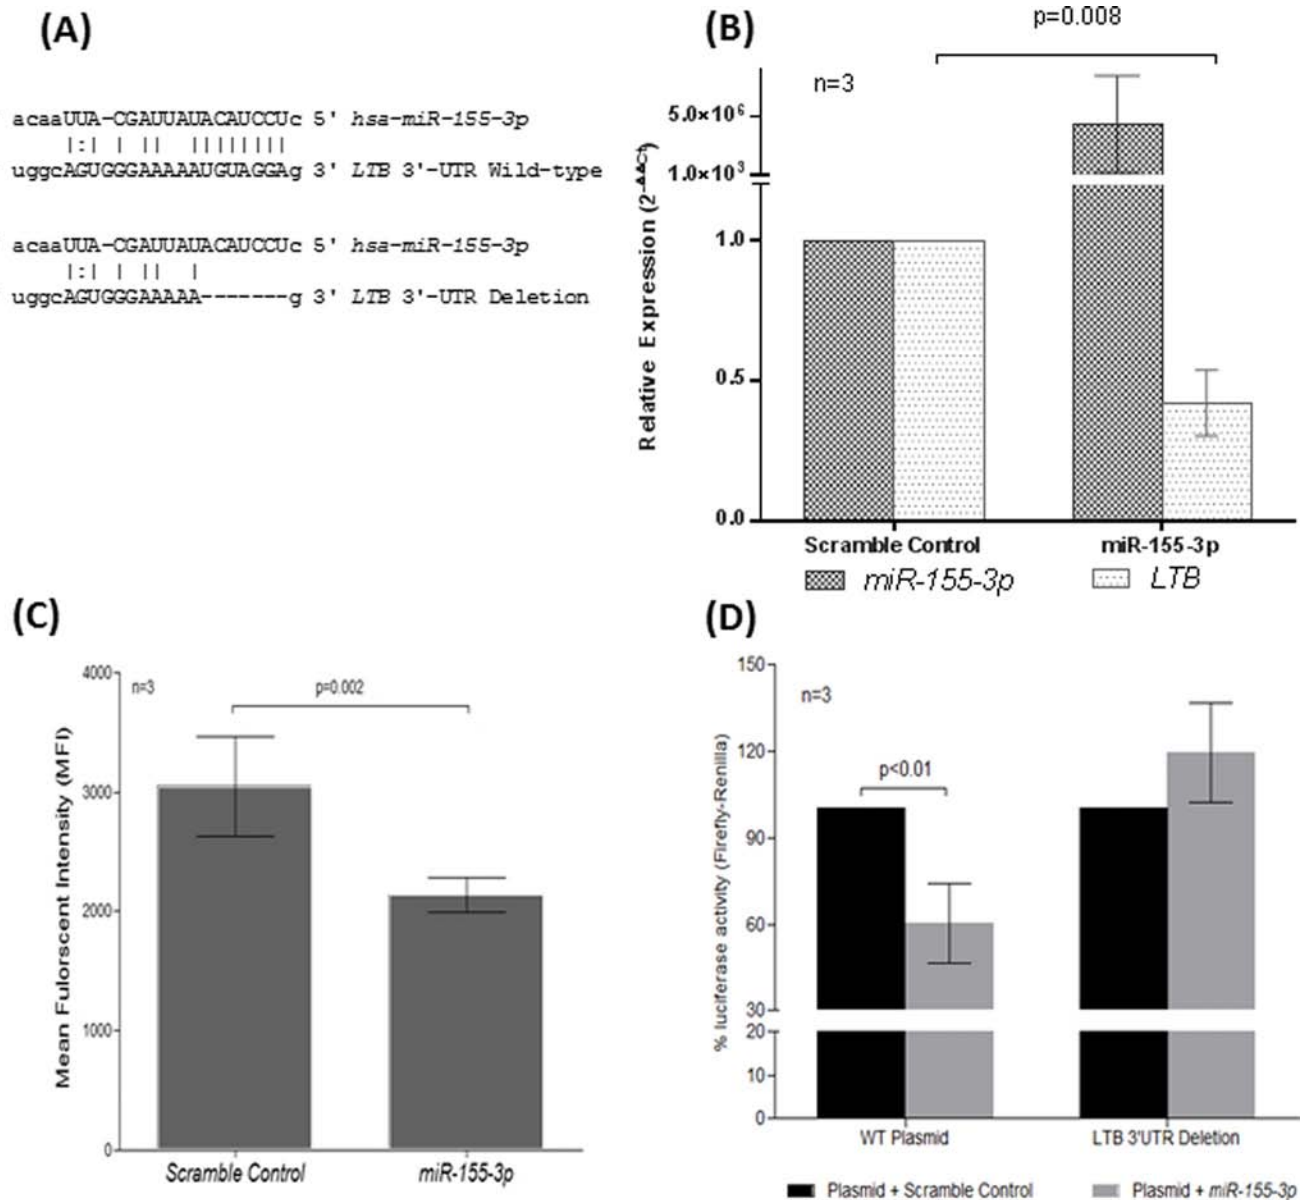 (A)
acaaUUA-CGAUUAUACAUCCUc 5' hsa-miR-155-3p
|:| | || ||||||||
uggcAGUGGGAAAAAUGUAGGAg 3' LTB 3'-UTR Wild-type
acaaUUA-CGAUUAUACAUCCUc 5' hsa-miR-155-3p
|:| | || |
uggcAGUGGGAAAAA-------g 3' LTB 3'-UTR Deletion
(B)
p=0.008
n=3
Relative Expression (2^-ΔΔCt)
5.0×10^6
1.0×10^3
1.0
0.5
0.0
Scramble Control miR-155-3p
miR-155-3p LTB
(C)
n=3
p=0.002
Mean Fulorscent Intensity (MFI)
4000
3000
2000
1000
0
Scramble Control miR-155-3p
(D)
n=3
p<0.01
% luciferase activity (Firefly-Renilla)
150
120
90
60
30
20
10
0
WT Plasmid LTB 3'UTR Deletion
Plasmid + Scramble Control Plasmid + miR-155-3p